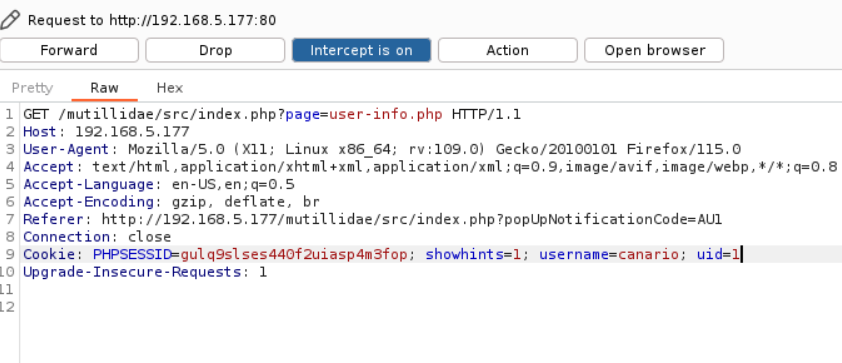 Request to http://192.168.5.177:80
Forward Drop Intercept is on Action Open browser
Pretty Raw Hex
1 GET /mutillidae/src/index.php?page=user-info.php HTTP/1.1
2 Host: 192.168.5.177
3 User-Agent: Mozilla/5.0 (X11; Linux x86_64; rv:109.0) Gecko/20100101 Firefox/115.0
4 Accept: text/html,application/xhtml+xml,application/xml;q=0.9,image/avif,image/webp,*/*;q=0.8
5 Accept-Language: en-US,en;q=0.5
6 Accept-Encoding: gzip, deflate, br
7 Referer: http://192.168.5.177/mutillidae/src/index.php?popUpNotificationCode=AU1
8 Connection: close
9 Cookie: PHPSESSID=gulq9slses440f2uiasp4m3fop; showhints=1; username=canario; uid=1
10 Upgrade-Insecure-Requests: 1
11
12